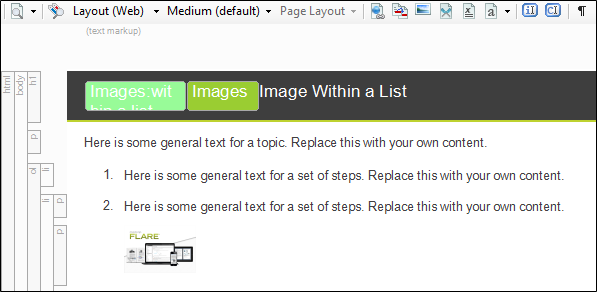 Layout (Web) Medium (default) Page Layout
(text markup)
html
body
h1
Images:wit
hin a list
Images
Image Within a List
p
Here is some general text for a topic. Replace this with your own content.
ol
li
1. Here is some general text for a set of steps. Replace this with your own content.
li
p
2. Here is some general text for a set of steps. Replace this with your own content.
p
FLARE